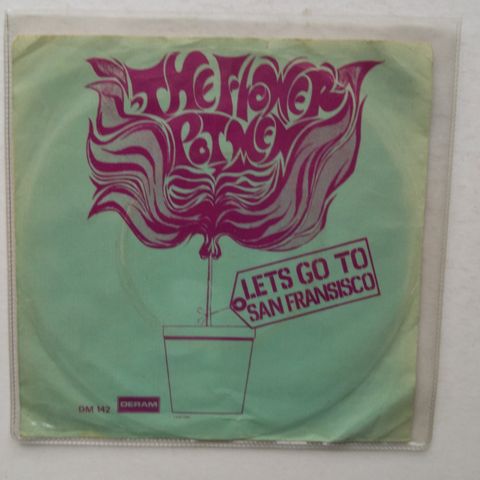 THE FLOWER
POT MEN
LETS GO TO
SAN FRANSISCO
DM 142 DERAM